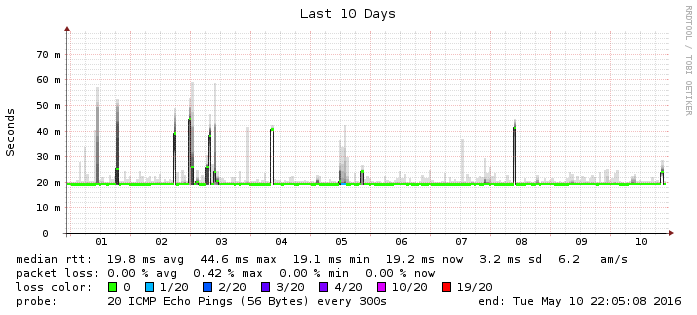 Last 10 Days
RRDTOOL / TOBI OETIKER
Seconds
70 m
60 m
50 m
40 m
30 m
20 m
10 m
0
01 02 03 04 05 06 07 08 09 10
median rtt: 19.8 ms avg 44.6 ms max 19.1 ms min 19.2 ms now 3.2 ms sd 6.2 am/s
packet loss: 0.00 % avg 0.42 % max 0.00 % min 0.00 % now
loss color: 0 1/20 2/20 3/20 4/20 10/20 19/20
probe: 20 ICMP Echo Pings (56 Bytes) every 300s end: Tue May 10 22:05:08 2016